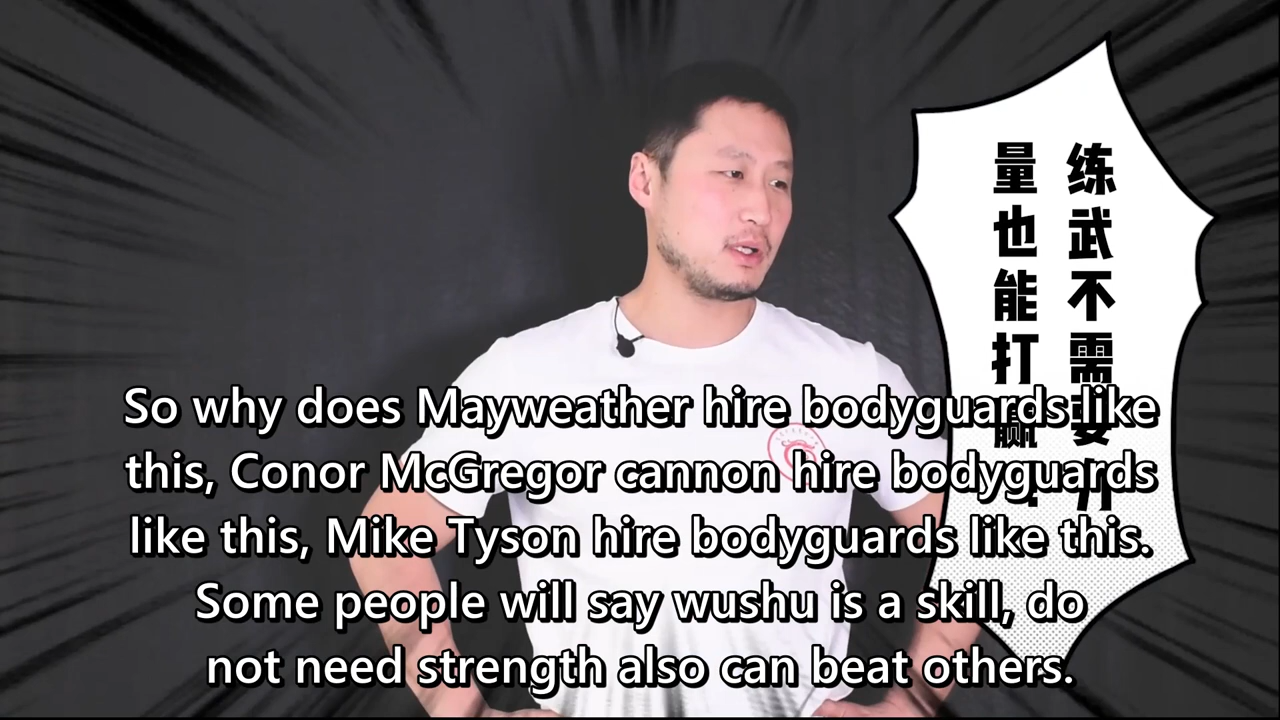 练武不需要力
量也能打赢
So why does Mayweather hire bodyguards like
this, Conor McGregor cannon hire bodyguards
like this, Mike Tyson hire bodyguards like this.
Some people will say wushu is a skill, do
not need strength also can beat others.